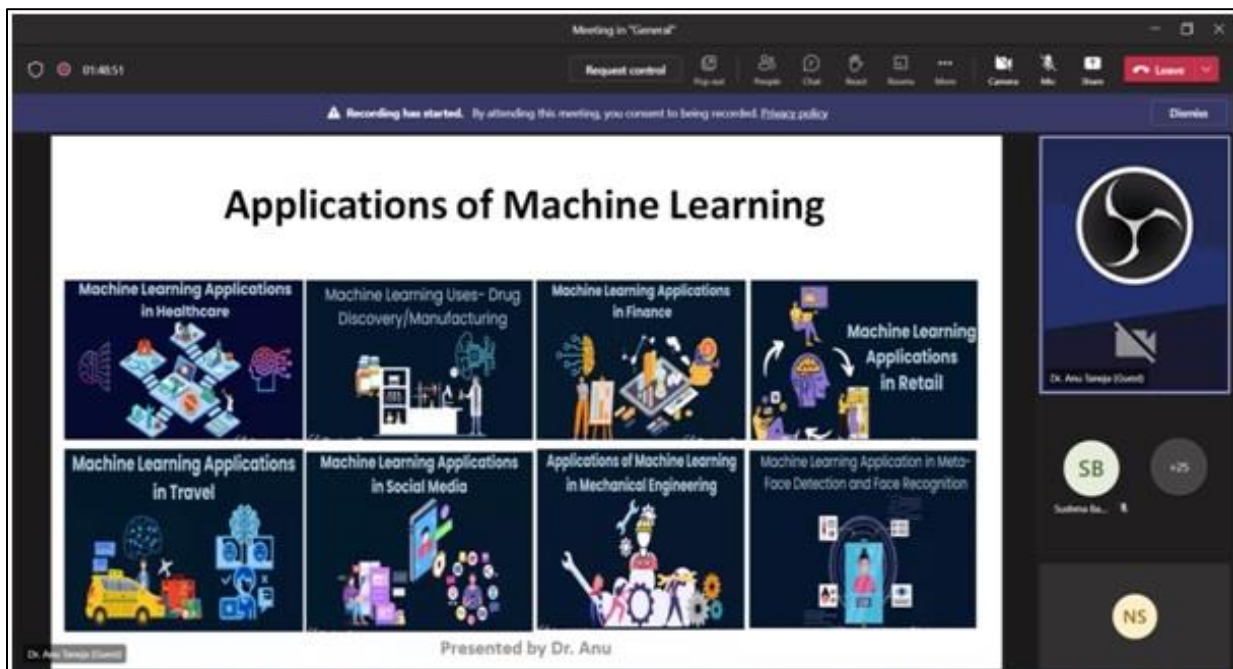 Meeting in "General"
01:48:51
Request control
Pop out
People
Chat
React
Rooms
More
Camera
Mic
Share
Leave
Recording has started. By attending this meeting, you consent to being recorded. Privacy policy
Dismiss
Applications of Machine Learning
Machine Learning Applications
in Healthcare
Machine Learning Uses- Drug
Discovery/Manufacturing
Machine Learning Applications
in Finance
Machine Learning
Applications
in Retail
Machine Learning Applications
in Travel
Machine Learning Applications
in Social Media
Applications of Machine Learning
in Mechanical Engineering
Machine Learning Application in Meta-
Face Detection and Face Recognition
Presented by Dr. Anu
Dr. Anu Taneja (Guest)
Dr. Anu Taneja (Guest)
SB
+25
Sushma Ba...
NS